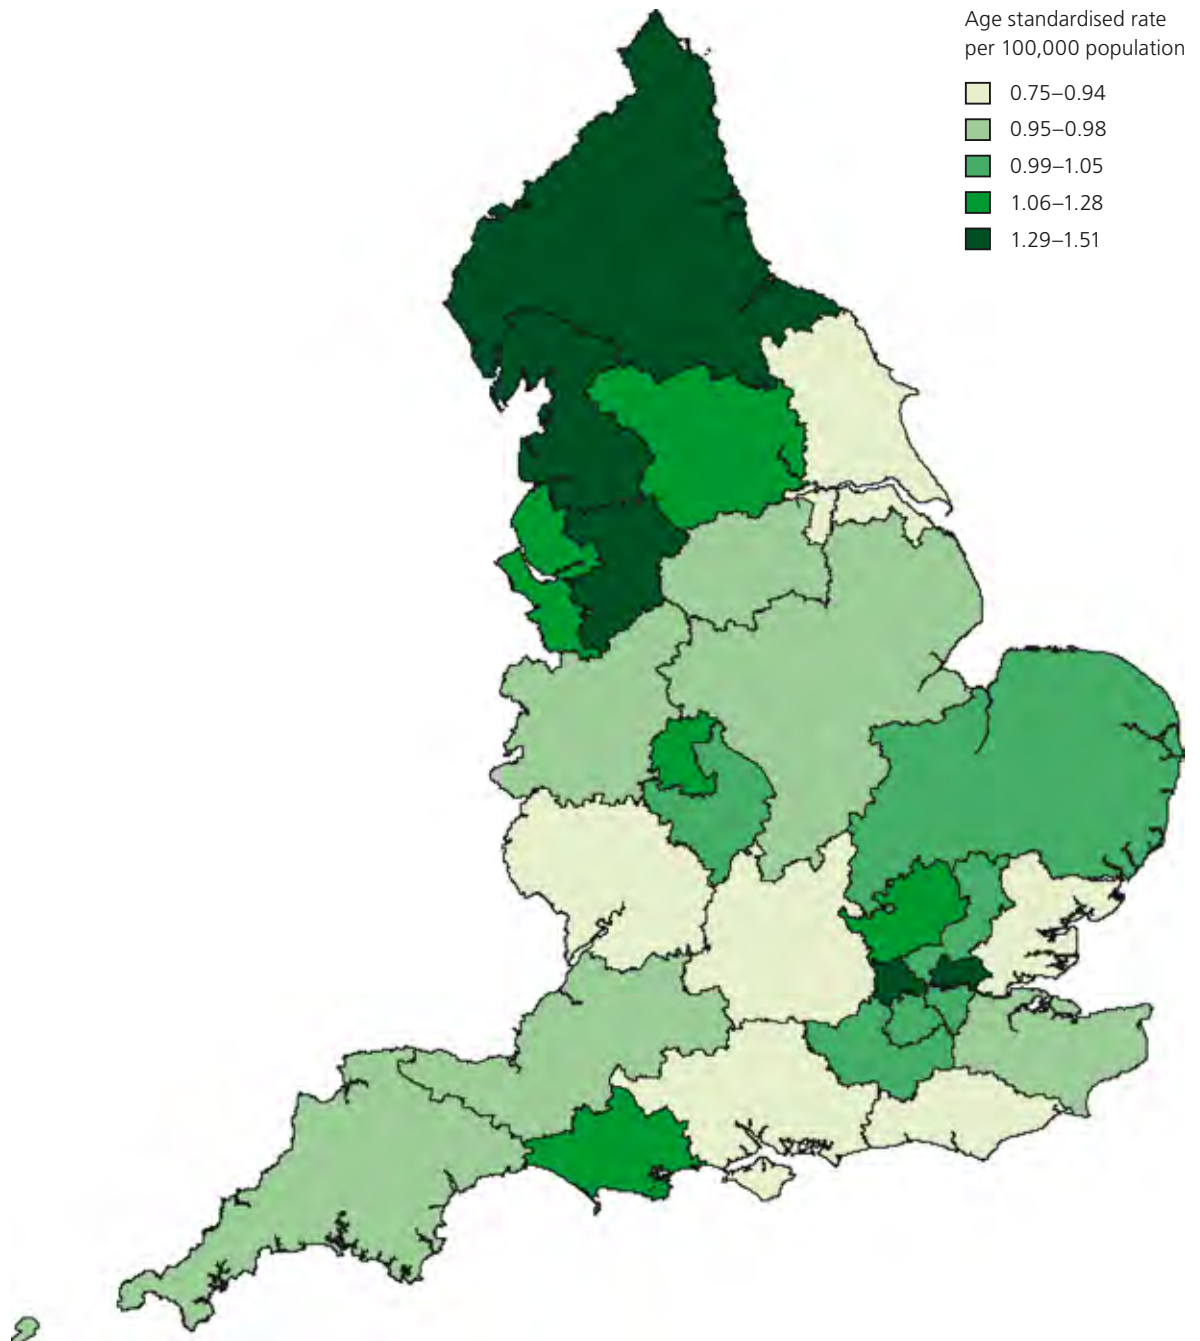 Age standardised rate
per 100,000 population
0.75–0.94
0.95–0.98
0.99–1.05
1.06–1.28
1.29–1.51